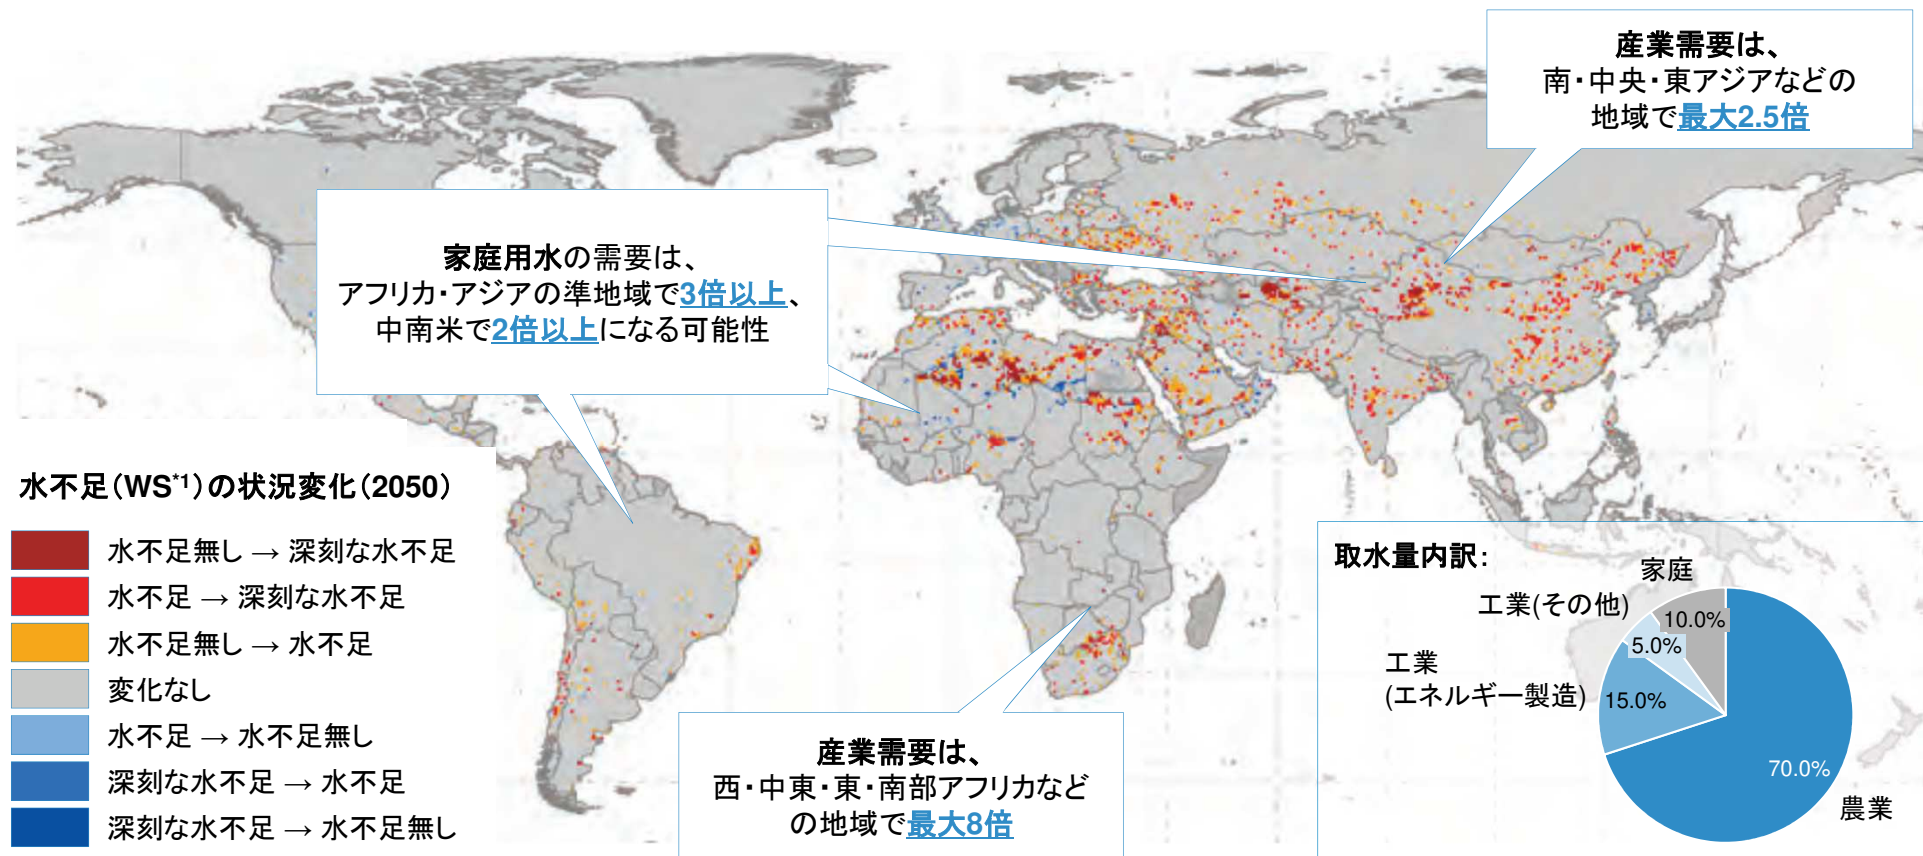 産業需要は、
南・中央・東アジアなどの
地域で最大2.5倍
家庭用水の需要は、
アフリカ・アジアの準地域で3倍以上、
中南米で2倍以上になる可能性
水不足(WS*1)の状況変化(2050)
水不足無し → 深刻な水不足
水不足 → 深刻な水不足
水不足無し → 水不足
変化なし
水不足 → 水不足無し
深刻な水不足 → 水不足
深刻な水不足 → 水不足無し
産業需要は、
西・中東・東・南部アフリカなど
の地域で最大8倍
取水量内訳:
家庭
10.0%
工業(その他)
5.0%
工業
(エネルギー製造)
15.0%
70.0%
農業